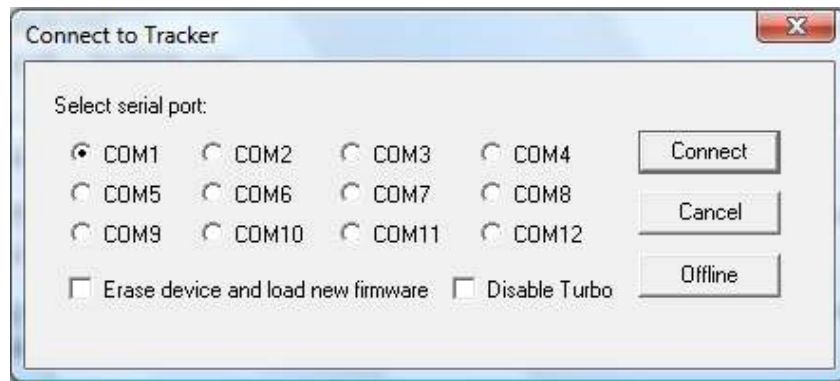 Connect to Tracker
Select serial port:
COM1 COM2 COM3 COM4 Connect
COM5 COM6 COM7 COM8
Cancel
COM9 COM10 COM11 COM12
Erase device and load new firmware Disable Turbo Offline